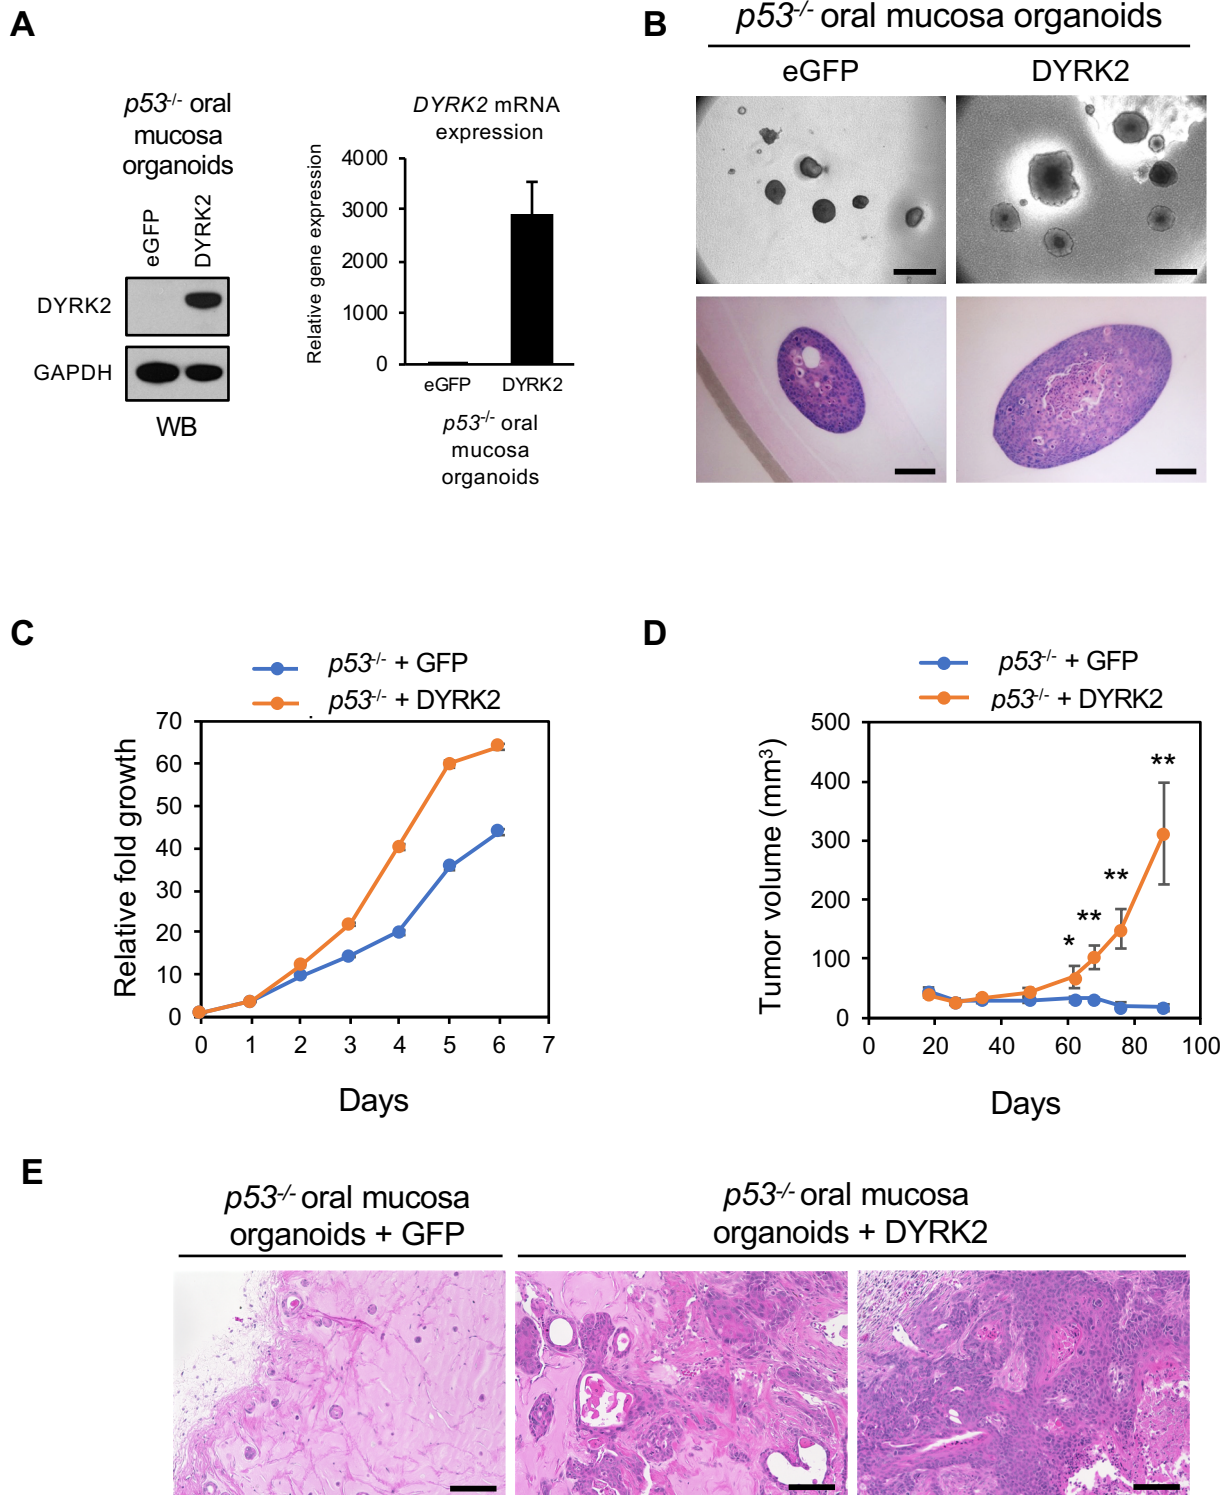 A
p53-/- oral
mucosa
organoids
eGFP
DYRK2
DYRK2
GAPDH
WB
DYRK2 mRNA
expression
Relative gene expression
4000
3000
2000
1000
0
eGFP
DYRK2
p53-/- oral
mucosa
organoids
B
p53-/- oral mucosa organoids
eGFP
DYRK2
C
p53-/- + GFP
p53-/- + DYRK2
Relative fold growth
70
60
50
40
30
20
10
0
0 1 2 3 4 5 6 7
Days
D
p53-/- + GFP
p53-/- + DYRK2
Tumor volume (mm³)
500
400
300
200
100
0
*
**
**
**
0 20 40 60 80 100
Days
E
p53-/- oral mucosa
organoids + GFP
p53-/- oral mucosa
organoids + DYRK2